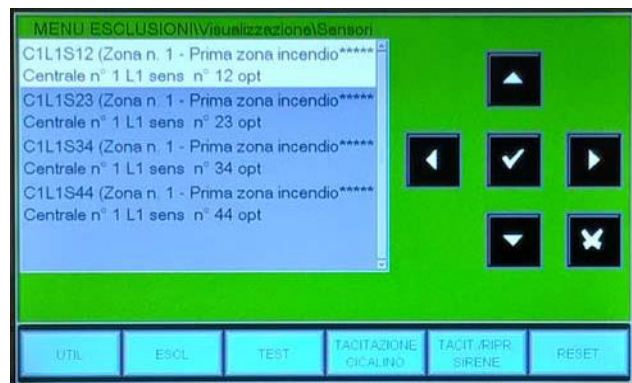 MENU ESCLUSIONI\Visualizzazione\Sensori
C1L1S12 (Zona n. 1 - Prima zona incendio*****
Centrale n° 1 L1 sens n° 12 opt
C1L1S23 (Zona n. 1 - Prima zona incendio*****
Centrale n° 1 L1 sens n° 23 opt
C1L1S34 (Zona n. 1 - Prima zona incendio*****
Centrale n° 1 L1 sens n° 34 opt
C1L1S44 (Zona n. 1 - Prima zona incendio*****
Centrale n° 1 L1 sens n° 44 opt
UTIL
ESCL
TEST
TACITAZIONE
CICALINO
TACIT./RIPR.
SIRENE
RESET